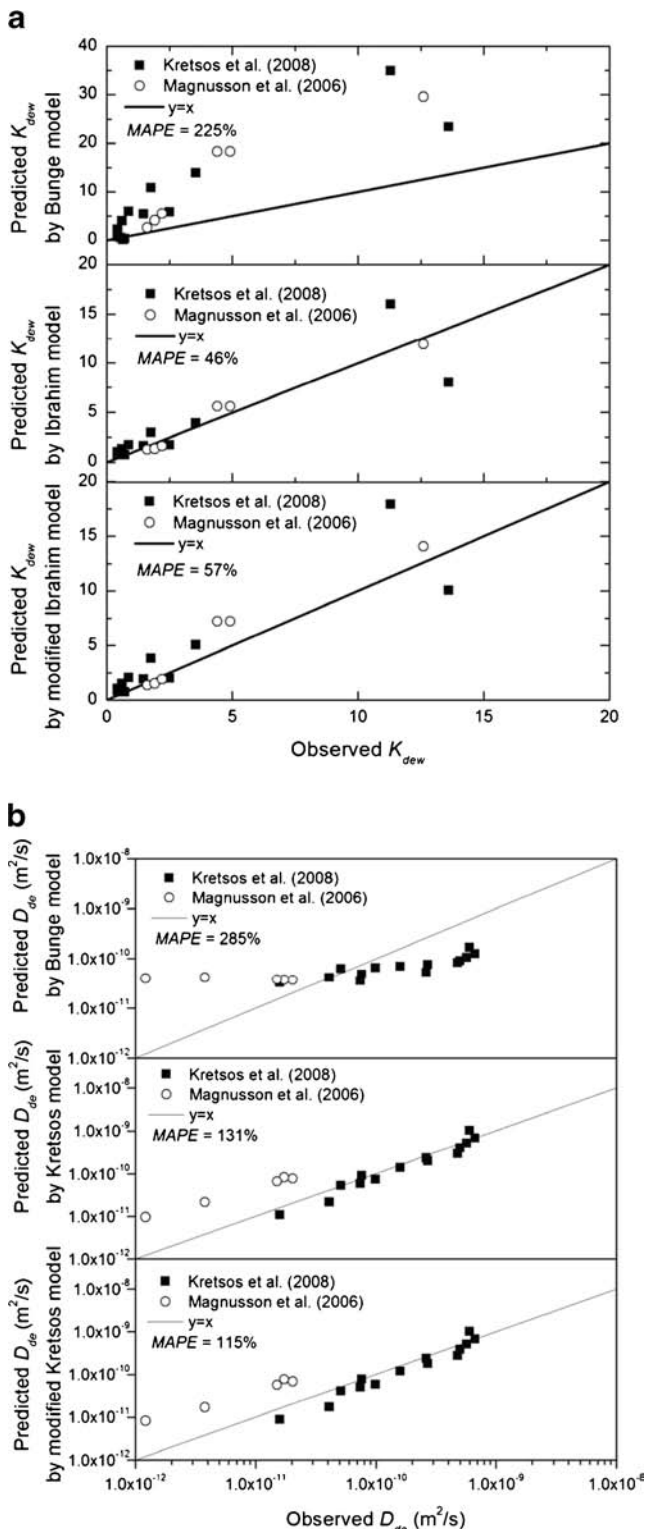 a
Predicted K_dew
by Bunge model
40
35
30
20
10
0
Kretsos et al. (2008)
Magnusson et al. (2006)
y=x
MAPE = 225%
Predicted K_dew
by Ibrahim model
20
15
10
5
0
Kretsos et al. (2008)
Magnusson et al. (2006)
y=x
MAPE = 46%
Predicted K_dew
by modified Ibrahim model
20
15
10
5
0
Kretsos et al. (2008)
Magnusson et al. (2006)
y=x
MAPE = 57%
0 5 10 15 20
Observed K_dew
b
Predicted D_de (m²/s)
by Bunge model
1.0x10⁻⁸
1.0x10⁻⁹
1.0x10⁻¹⁰
1.0x10⁻¹¹
1.0x10⁻¹²
Kretsos et al. (2008)
Magnusson et al. (2006)
y=x
MAPE = 285%
Predicted D_de (m²/s)
by Kretsos model
1.0x10⁻⁸
1.0x10⁻⁹
1.0x10⁻¹⁰
1.0x10⁻¹¹
1.0x10⁻¹²
Kretsos et al. (2008)
Magnusson et al. (2006)
y=x
MAPE = 131%
Predicted D_de (m²/s)
by modified Kretsos model
1.0x10⁻⁸
1.0x10⁻⁹
1.0x10⁻¹⁰
1.0x10⁻¹¹
1.0x10⁻¹²
Kretsos et al. (2008)
Magnusson et al. (2006)
y=x
MAPE = 115%
1.0x10⁻¹² 1.0x10⁻¹¹ 1.0x10⁻¹⁰ 1.0x10⁻⁹ 1.0x10⁻⁸
Observed D_de (m²/s)